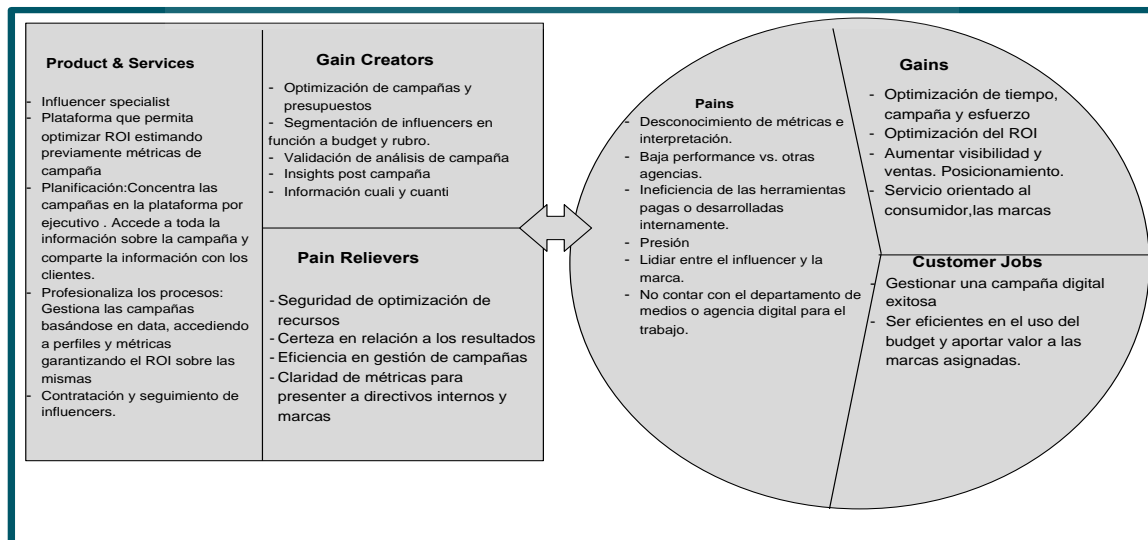 Product & Services
- Influencer specialist
- Plataforma que permita
optimizar ROI estimando
previamente métricas de
campaña
- Planificación:Concentra las
campañas en la plataforma por
ejecutivo . Accede a toda la
información sobre la campaña y
comparte la información con los
clientes.
- Profesionaliza los procesos:
Gestiona las campañas
basándose en data, accediendo
a perfiles y métricas
garantizando el ROI sobre las
mismas
- Contratación y seguimiento de
influencers.
Gain Creators
- Optimización de campañas y
presupuestos
- Segmentación de influencers en
función a budget y rubro.
- Validación de análisis de campaña
- Insights post campaña
- Información cuali y cuanti
Pain Relievers
- Seguridad de optimización de
recursos
- Certeza en relación a los resultados
- Eficiencia en gestión de campañas
- Claridad de métricas para
presenter a directivos internos y
marcas
Pains
- Desconocimiento de métricas e
interpretación.
- Baja performance vs. otras
agencias.
- Ineficiencia de las herramientas
pagas o desarrolladas
internamente.
- Presión
- Lidiar entre el influencer y la
marca.
- No contar con el departamento de
medios o agencia digital para el
trabajo.
Gains
- Optimización de tiempo,
campaña y esfuerzo
- Optimización del ROI
- Aumentar visibilidad y
ventas. Posicionamiento.
- Servicio orientado al
consumidor,las marcas
Customer Jobs
- Gestionar una campaña digital
exitosa
- Ser eficientes en el uso del
budget y aportar valor a las
marcas asignadas.